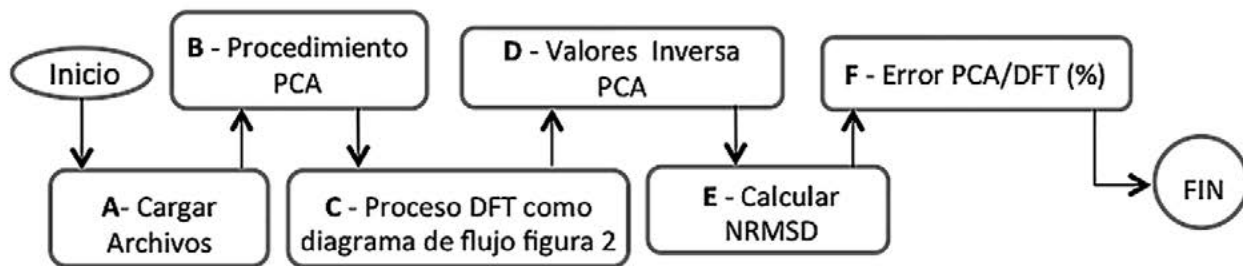 Inicio
A- Cargar
Archivos
B - Procedimiento
PCA
C - Proceso DFT como
diagrama de flujo figura 2
D - Valores Inversa
PCA
E - Calcular
NRMSD
F - Error PCA/DFT (%)
FIN